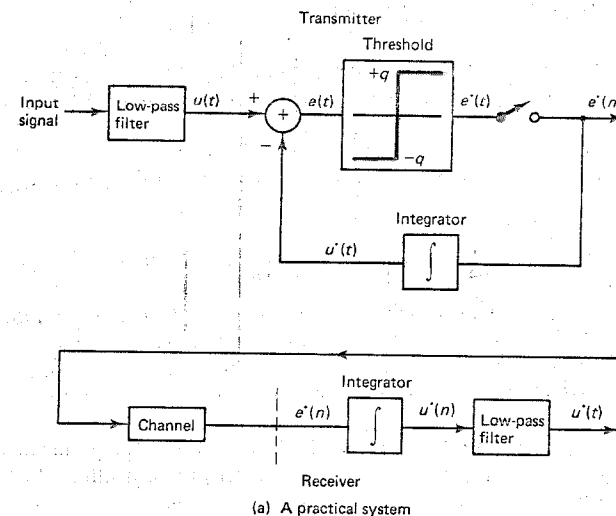 Transmitter
Threshold
+q
Input
signal
Low-pass
filter
u(t)
+
+
−
e(t)
e˙(t)
e˙(n
−q
Integrator
∫
u˙(t)
Integrator
Channel
e˙(n)
∫
u˙(n)
Low-pass
filter
u˙(t)
Receiver
(a) A practical system